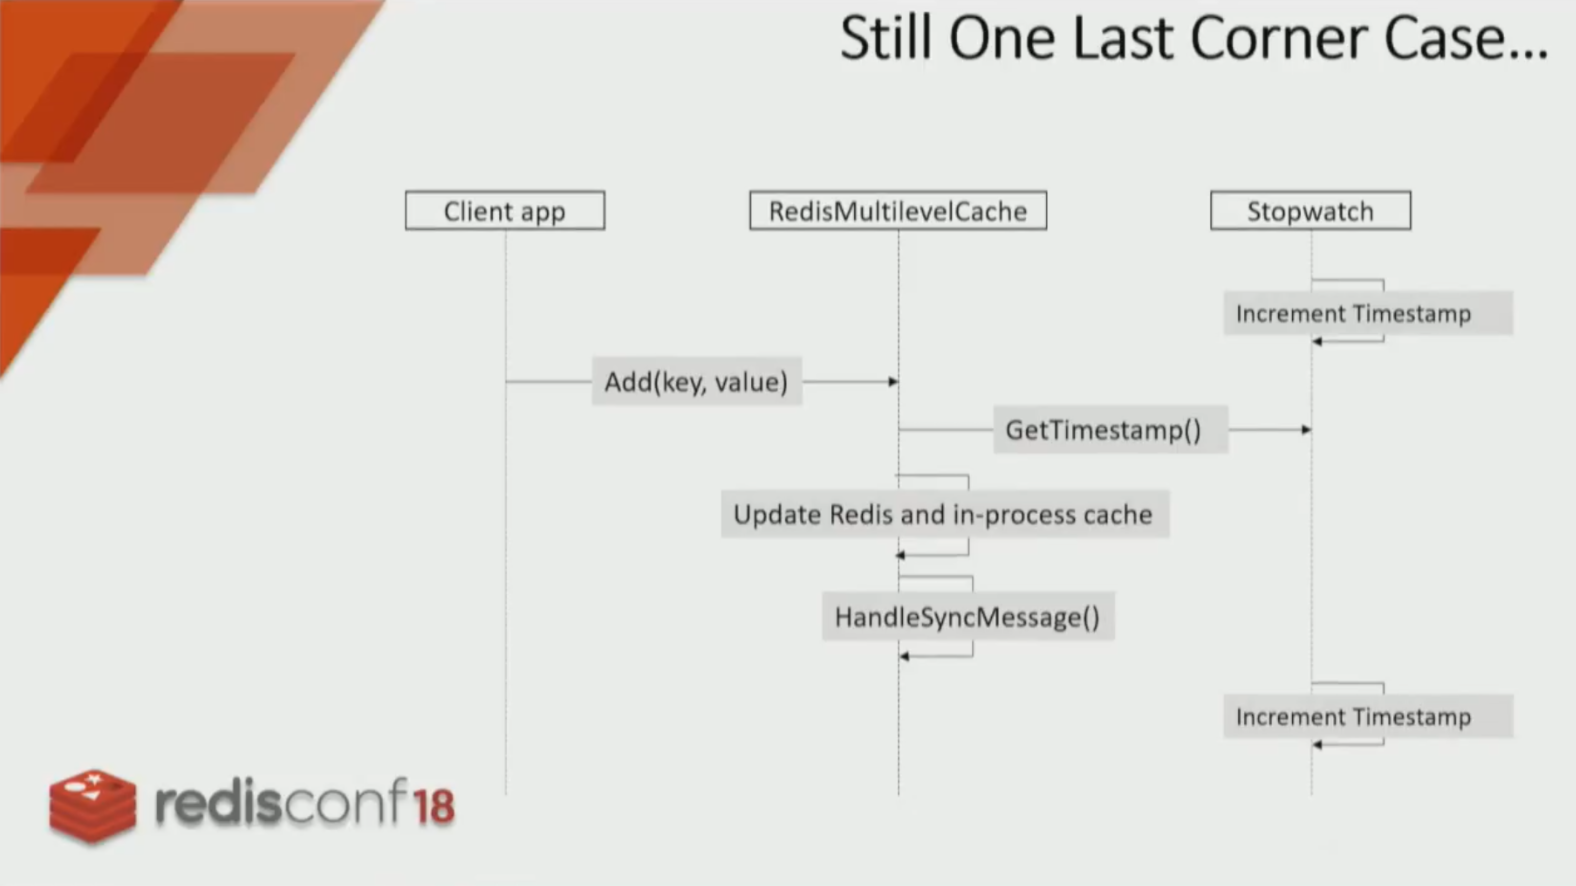 Still One Last Corner Case...
Client app
RedisMultilevelCache
Stopwatch
Increment Timestamp
Add(key, value)
GetTimestamp()
Update Redis and in-process cache
HandleSyncMessage()
Increment Timestamp
redisconf18